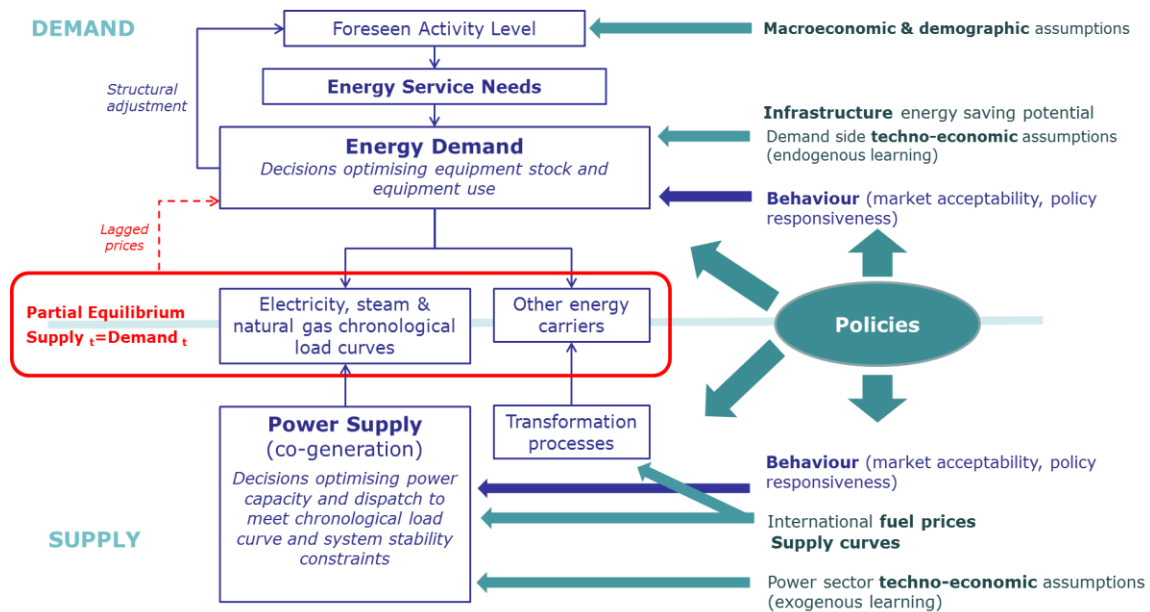 DEMAND
Foreseen Activity Level
Macroeconomic & demographic assumptions
Structural
adjustment
Energy Service Needs
Infrastructure energy saving potential
Demand side techno-economic assumptions
(endogenous learning)
Energy Demand
Decisions optimising equipment stock and
equipment use
Behaviour (market acceptability, policy
responsiveness)
Lagged
prices
Partial Equilibrium
Supply t=Demand t
Electricity, steam &
natural gas chronological
load curves
Other energy
carriers
Policies
Power Supply
(co-generation)
Decisions optimising power
capacity and dispatch to
meet chronological load
curve and system stability
constraints
Transformation
processes
Behaviour (market acceptability, policy
responsiveness)
International fuel prices
Supply curves
SUPPLY
Power sector techno-economic assumptions
(exogenous learning)